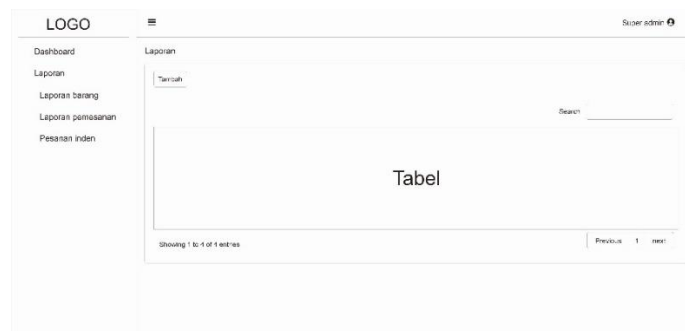 LOGO
Super admin
Dashboard
Laporan
Laporan
Laporan barang
Laporan pemesanan
Pesanan inden
Tambah
Search
Tabel
Showing 1 to 4 of 4 entries
Previous 1 next